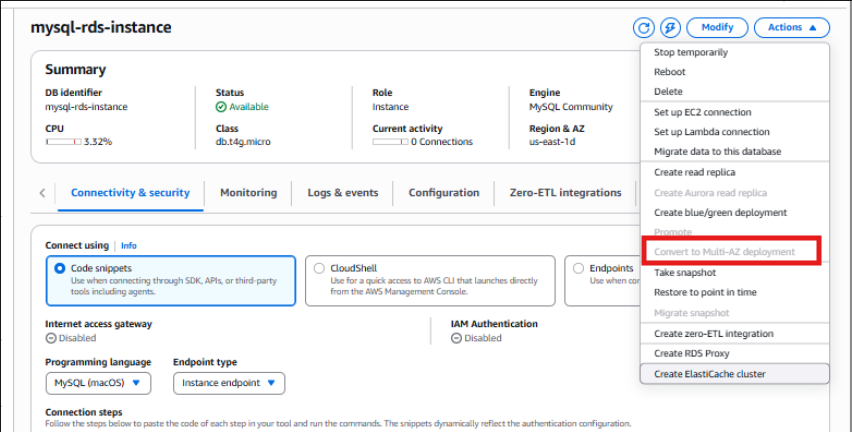 mysql-rds-instance
Modify
Actions
Summary
DB identifier
mysql-rds-instance
Status
Available
Role
Instance
Engine
MySQL Community
CPU
3.32%
Class
db.t4g.micro
Current activity
0 Connections
Region & AZ
us-east-1d
Stop temporarily
Reboot
Delete
Set up EC2 connection
Set up Lambda connection
Migrate data to this database
Create read replica
Create Aurora read replica
Create blue/green deployment
Promote
Convert to Multi-AZ deployment
Take snapshot
Restore to point in time
Migrate snapshot
Create zero-ETL integration
Create RDS Proxy
Create ElastiCache cluster
Connectivity & security
Monitoring
Logs & events
Configuration
Zero-ETL integrations
Connect using
Info
Code snippets
Use when connecting through SDK, APIs, or third-party
tools including agents.
CloudShell
Use for a quick access to AWS CLI that launches directly
from the AWS Management Console.
Endpoints
Use when
Internet access gateway
Disabled
IAM Authentication
Disabled
Programming language
MySQL (macOS)
Endpoint type
Instance endpoint
Connection steps
Follow the steps below to paste the code of each step in your tool and run the commands. The snippets dynamically reflect the authentication configuration.